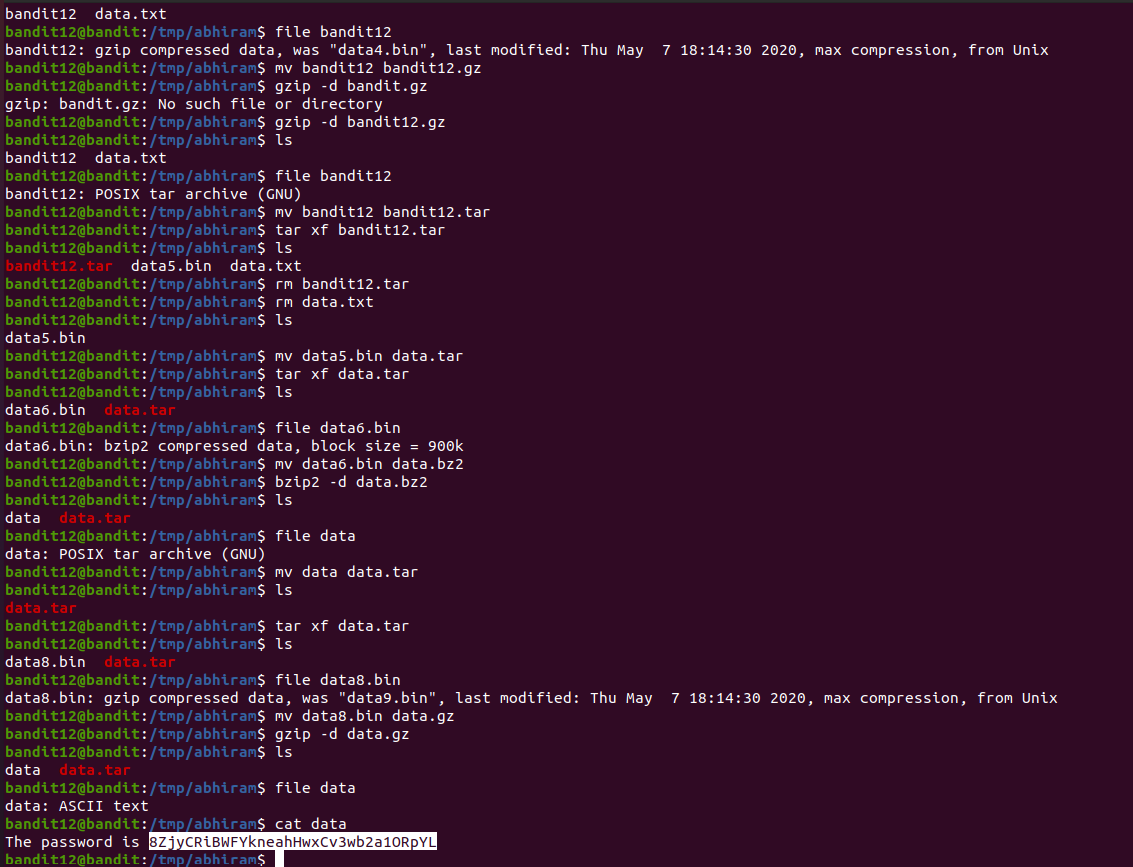 bandit12  data.txt
bandit12@bandit:/tmp/abhiram$ file bandit12
bandit12: gzip compressed data, was "data4.bin", last modified: Thu May  7 18:14:30 2020, max compression, from Unix
bandit12@bandit:/tmp/abhiram$ mv bandit12 bandit12.gz
bandit12@bandit:/tmp/abhiram$ gzip -d bandit.gz
gzip: bandit.gz: No such file or directory
bandit12@bandit:/tmp/abhiram$ gzip -d bandit12.gz
bandit12@bandit:/tmp/abhiram$ ls
bandit12  data.txt
bandit12@bandit:/tmp/abhiram$ file bandit12
bandit12: POSIX tar archive (GNU)
bandit12@bandit:/tmp/abhiram$ mv bandit12 bandit12.tar
bandit12@bandit:/tmp/abhiram$ tar xf bandit12.tar
bandit12@bandit:/tmp/abhiram$ ls
bandit12.tar  data5.bin  data.txt
bandit12@bandit:/tmp/abhiram$ rm bandit12.tar
bandit12@bandit:/tmp/abhiram$ rm data.txt
bandit12@bandit:/tmp/abhiram$ ls
data5.bin
bandit12@bandit:/tmp/abhiram$ mv data5.bin data.tar
bandit12@bandit:/tmp/abhiram$ tar xf data.tar
bandit12@bandit:/tmp/abhiram$ ls
data6.bin  data.tar
bandit12@bandit:/tmp/abhiram$ file data6.bin
data6.bin: bzip2 compressed data, block size = 900k
bandit12@bandit:/tmp/abhiram$ mv data6.bin data.bz2
bandit12@bandit:/tmp/abhiram$ bzip2 -d data.bz2
bandit12@bandit:/tmp/abhiram$ ls
data  data.tar
bandit12@bandit:/tmp/abhiram$ file data
data: POSIX tar archive (GNU)
bandit12@bandit:/tmp/abhiram$ mv data data.tar
bandit12@bandit:/tmp/abhiram$ ls
data.tar
bandit12@bandit:/tmp/abhiram$ tar xf data.tar
bandit12@bandit:/tmp/abhiram$ ls
data8.bin  data.tar
bandit12@bandit:/tmp/abhiram$ file data8.bin
data8.bin: gzip compressed data, was "data9.bin", last modified: Thu May  7 18:14:30 2020, max compression, from Unix
bandit12@bandit:/tmp/abhiram$ mv data8.bin data.gz
bandit12@bandit:/tmp/abhiram$ gzip -d data.gz
bandit12@bandit:/tmp/abhiram$ ls
data  data.tar
bandit12@bandit:/tmp/abhiram$ file data
data: ASCII text
bandit12@bandit:/tmp/abhiram$ cat data
The password is 8ZjyCRiBWFYkneahHwxCv3wb2a1ORpYL
bandit12@bandit:/tmp/abhiram$